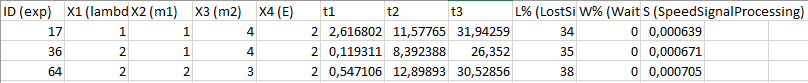 ID (exp) X1 (lambd X2 (m1) X3 (m2) X4 (E) t1 t2 t3 L% (LostSi W% (Wait S (SpeedSignalProcessing)
17 1 1 4 2 2,616802 11,57765 31,94259 34 0 0,000639
36 2 1 4 2 0,119311 8,392388 26,352 35 0 0,000671
64 2 2 3 2 0,547106 12,89893 30,52856 38 0 0,000705